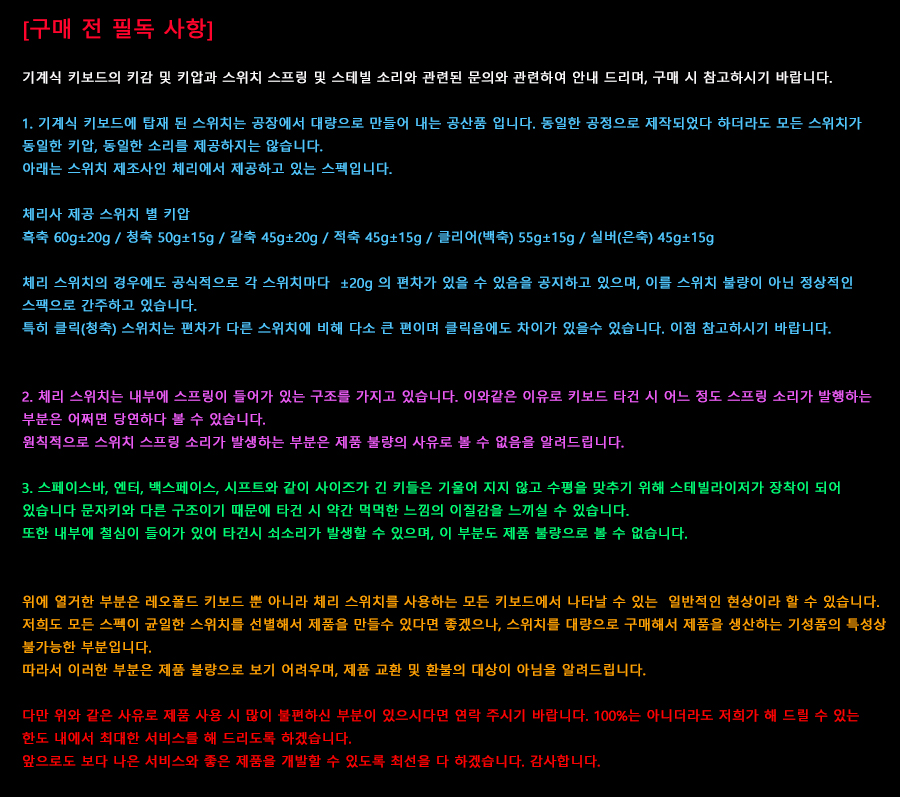 [구매 전 필독 사항]
기계식 키보드의 키감 및 키압과 스위치 스프링 및 스테빌 소리와 관련된 문의와 관련하여 안내 드리며, 구매 시 참고하시기 바랍니다.
1. 기계식 키보드에 탑재 된 스위치는 공장에서 대량으로 만들어 내는 공산품 입니다. 동일한 공정으로 제작되었다 하더라도 모든 스위치가
동일한 키압, 동일한 소리를 제공하지는 않습니다.
아래는 스위치 제조사인 체리에서 제공하고 있는 스펙입니다.
체리사 제공 스위치 별 키압
흑축 60g±20g / 청축 50g±15g / 갈축 45g±20g / 적축 45g±15g / 클리어(백축) 55g±15g / 실버(은축) 45g±15g
체리 스위치의 경우에도 공식적으로 각 스위치마다 ±20g 의 편차가 있을 수 있음을 공지하고 있으며, 이를 스위치 불량이 아닌 정상적인
스팩으로 간주하고 있습니다.
특히 클릭(청축) 스위치는 편차가 다른 스위치에 비해 다소 큰 편이며 클릭음에도 차이가 있을수 있습니다. 이점 참고하시기 바랍니다.
2. 체리 스위치는 내부에 스프링이 들어가 있는 구조를 가지고 있습니다. 이와같은 이유로 키보드 타건 시 어느 정도 스프링 소리가 발행하는
부분은 어쩌면 당연하다 볼 수 있습니다.
원칙적으로 스위치 스프링 소리가 발생하는 부분은 제품 불량의 사유로 볼 수 없음을 알려드립니다.
3. 스페이스바, 엔터, 백스페이스, 시프트와 같이 사이즈가 긴 키들은 기울어 지지 않고 수평을 맞추기 위해 스테빌라이저가 장착이 되어
있습니다 문자키와 다른 구조이기 때문에 타건 시 약간 먹먹한 느낌의 이질감을 느끼실 수 있습니다.
또한 내부에 철심이 들어가 있어 타건시 쇠소리가 발생할 수 있으며, 이 부분도 제품 불량으로 볼 수 없습니다.
위에 열거한 부분은 레오폴드 키보드 뿐 아니라 체리 스위치를 사용하는 모든 키보드에서 나타날 수 있는 일반적인 현상이라 할 수 있습니다.
저희도 모든 스펙이 균일한 스위치를 선별해서 제품을 만들수 있다면 좋겠으나, 스위치를 대량으로 구매해서 제품을 생산하는 기성품의 특성상
불가능한 부분입니다.
따라서 이러한 부분은 제품 불량으로 보기 어려우며, 제품 교환 및 환불의 대상이 아님을 알려드립니다.
다만 위와 같은 사유로 제품 사용 시 많이 불편하신 부분이 있으시다면 연락 주시기 바랍니다. 100%는 아니더라도 저희가 해 드릴 수 있는
한도 내에서 최대한 서비스를 해 드리도록 하겠습니다.
앞으로도 보다 나은 서비스와 좋은 제품을 개발할 수 있도록 최선을 다 하겠습니다. 감사합니다.